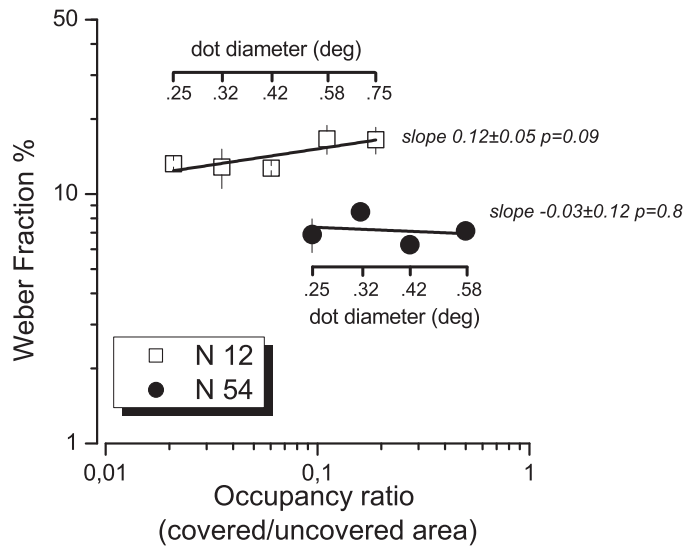 50
dot diameter (deg)
.25 .32 .42 .58 .75
slope 0.12±0.05 p=0.09
10
slope -0.03±0.12 p=0.8
Weber Fraction %
.25 .32 .42 .58
dot diameter (deg)
N 12
N 54
1
0,01 0,1 1
Occupancy ratio
(covered/uncovered area)